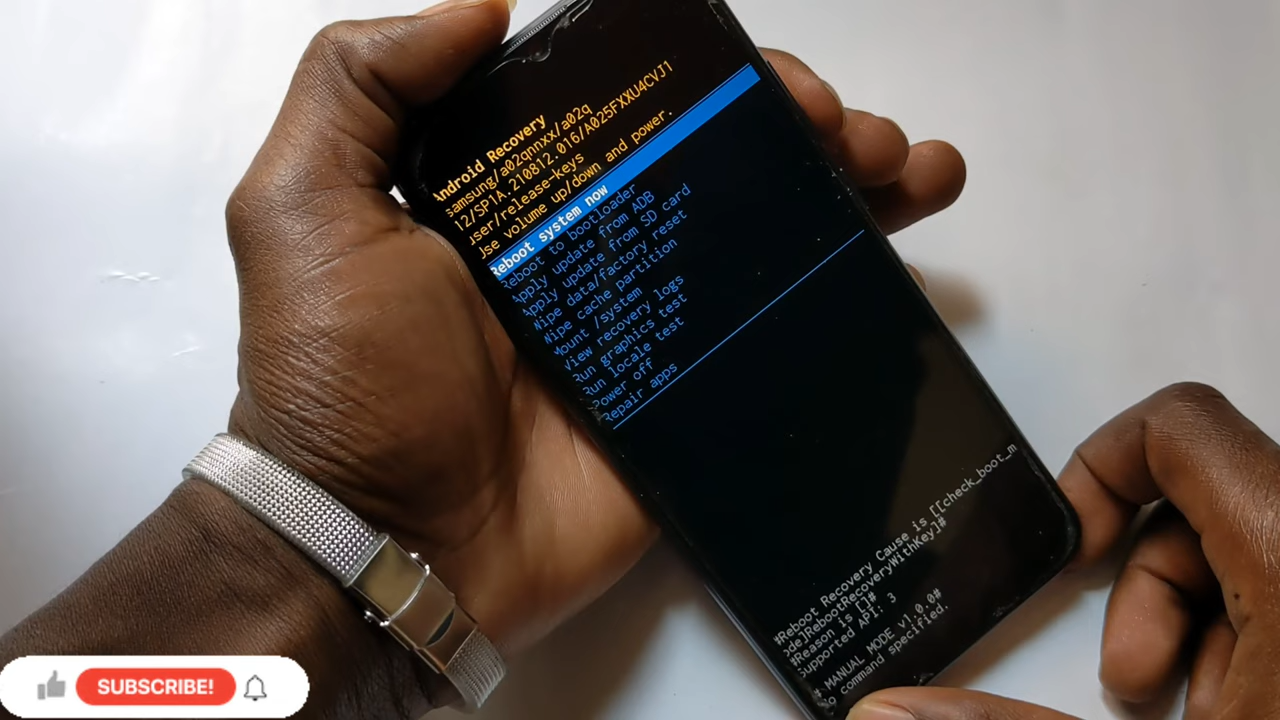 Android Recovery
samsung/a02qnnxx/a02q
12/SP1A.210812.016/A025FXXU4CVJ1
user/release-keys
Use volume up/down and power.
Reboot system now
Reboot to bootloader
Apply update from ADB
Apply update from SD card
Wipe data/factory reset
Wipe cache partition
Mount /system
View recovery logs
Run graphics test
Run locale test
Power off
Repair apps
#Reboot Recovery Cause is [[check_boot_m
ode]RebootRecoveryWithKey]#
#Reason is []#
Supported API: 3
# MANUAL MODE v1.0.0#
No command specified.
SUBSCRIBE!